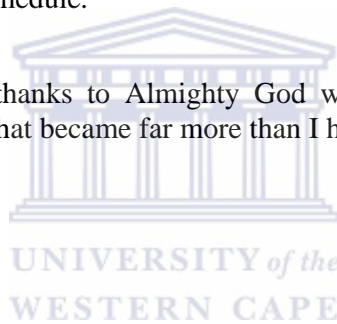 hedule.
thanks to Almighty God w
hat became far more than I h
UNIVERSITY of the
WESTERN CAPE